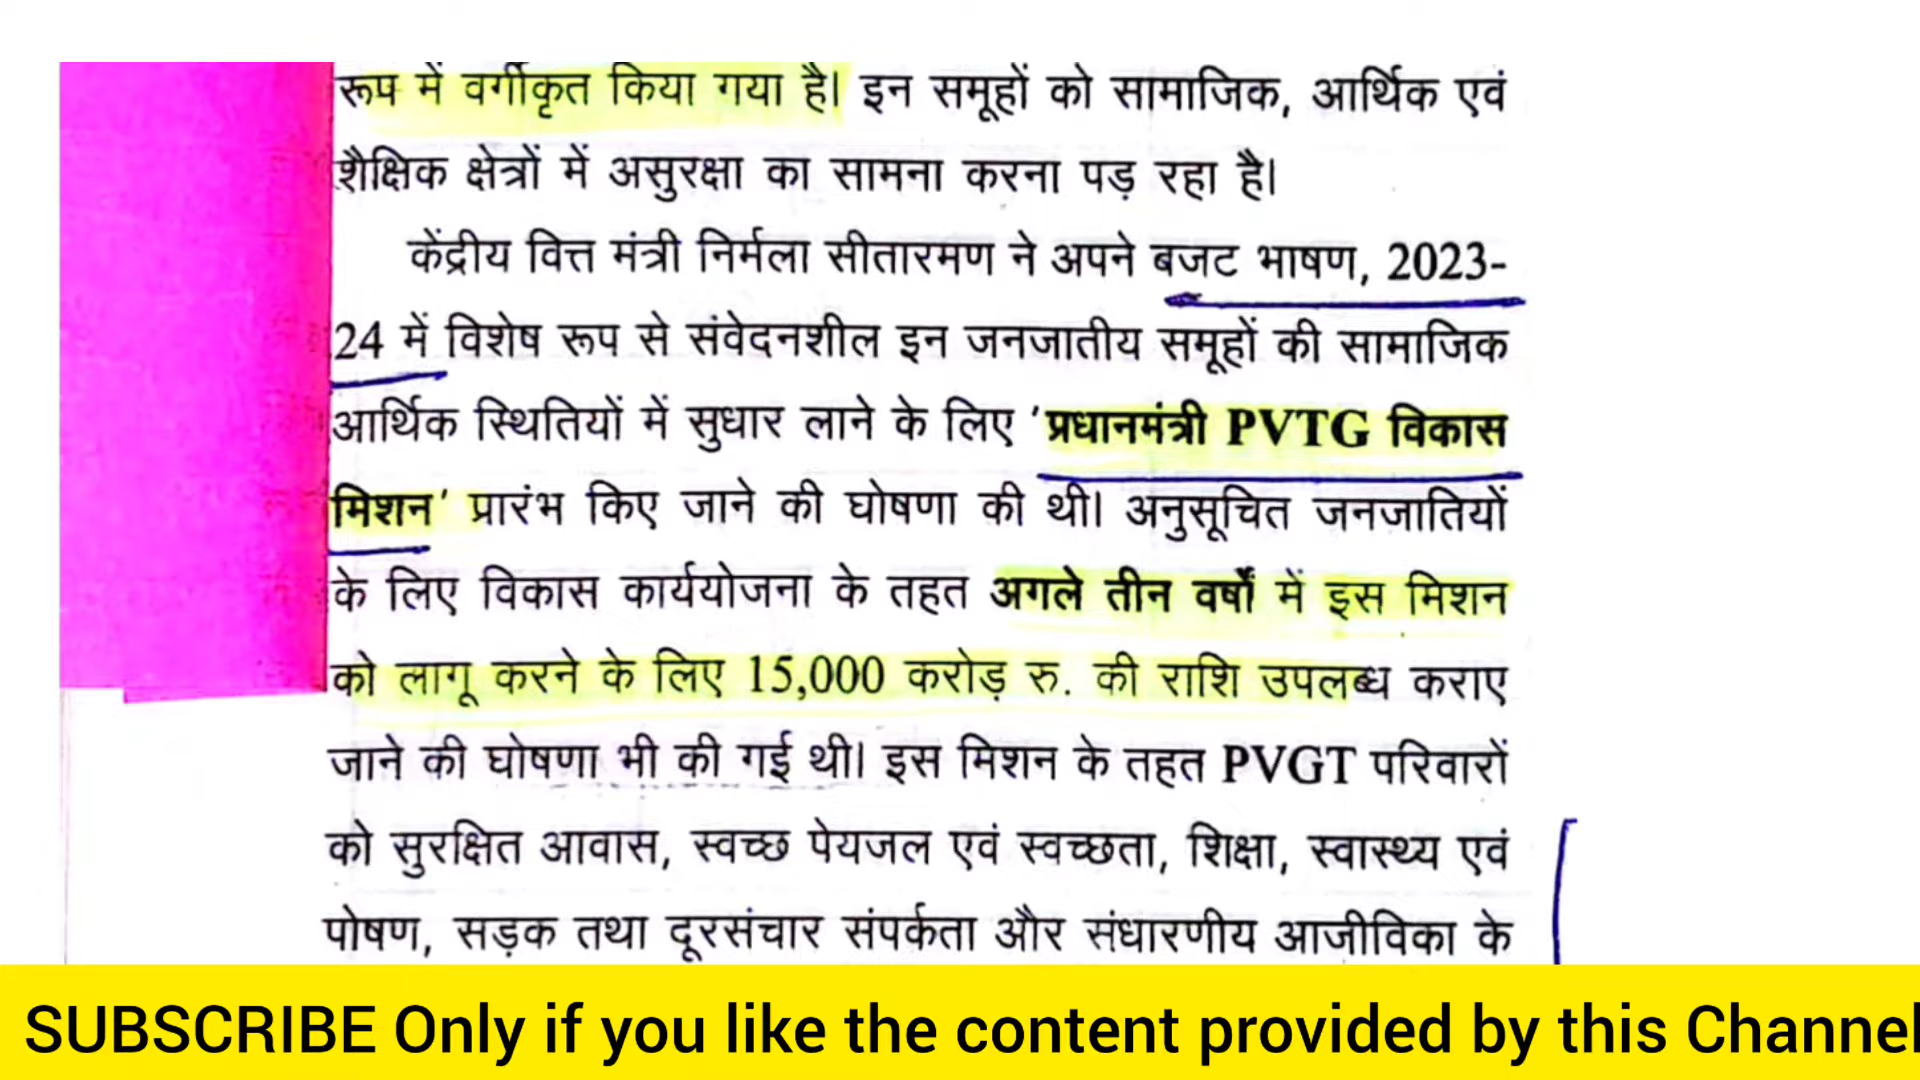 रूप में वर्गीकृत किया गया है। इन समूहों को सामाजिक, आर्थिक एवं
शैक्षिक क्षेत्रों में असुरक्षा का सामना करना पड़ रहा है।
केंद्रीय वित्त मंत्री निर्मला सीतारमण ने अपने बजट भाषण, 2023-
24 में विशेष रूप से संवेदनशील इन जनजातीय समूहों की सामाजिक
आर्थिक स्थितियों में सुधार लाने के लिए 'प्रधानमंत्री PVTG विकास
मिशन' प्रारंभ किए जाने की घोषणा की थी। अनुसूचित जनजातियों
के लिए विकास कार्ययोजना के तहत अगले तीन वर्षों में इस मिशन
को लागू करने के लिए 15,000 करोड़ रु. की राशि उपलब्ध कराए
जाने की घोषणा भी की गई थी। इस मिशन के तहत PVGT परिवारों
को सुरक्षित आवास, स्वच्छ पेयजल एवं स्वच्छता, शिक्षा, स्वास्थ्य एवं
पोषण, सड़क तथा दूरसंचार संपर्कता और संधारणीय आजीविका के
SUBSCRIBE Only if you like the content provided by this Channel